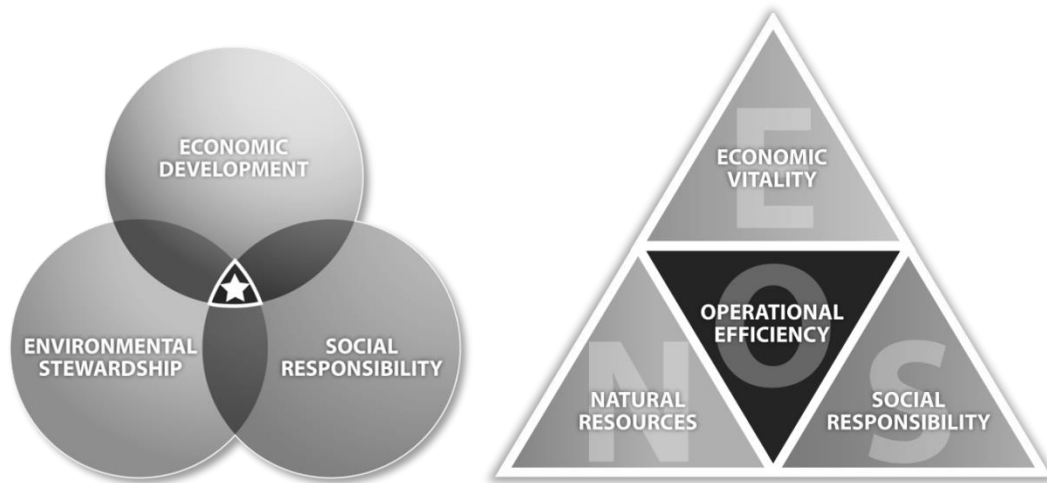 ECONOMIC
DEVELOPMENT
ENVIRONMENTAL
STEWARDSHIP
SOCIAL
RESPONSIBILITY
E
ECONOMIC
VITALITY
O
OPERATIONAL
EFFICIENCY
N
NATURAL
RESOURCES
S
SOCIAL
RESPONSIBILITY